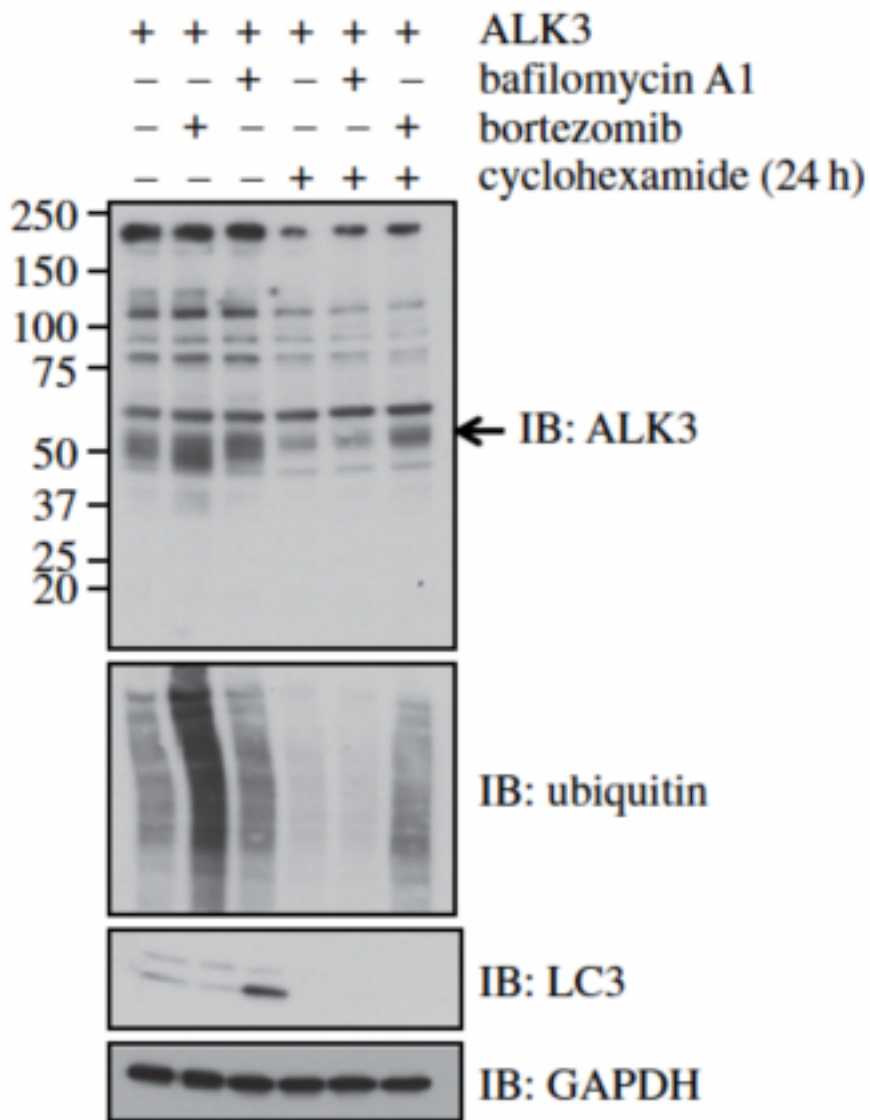 + + + + + + ALK3
– – + – + – bafilomycin A1
– + – – – + bortezomib
– – – + + + cyclohexamide (24 h)
250
150
100
75
50
37
25
20
IB: ALK3
IB: ubiquitin
IB: LC3
IB: GAPDH